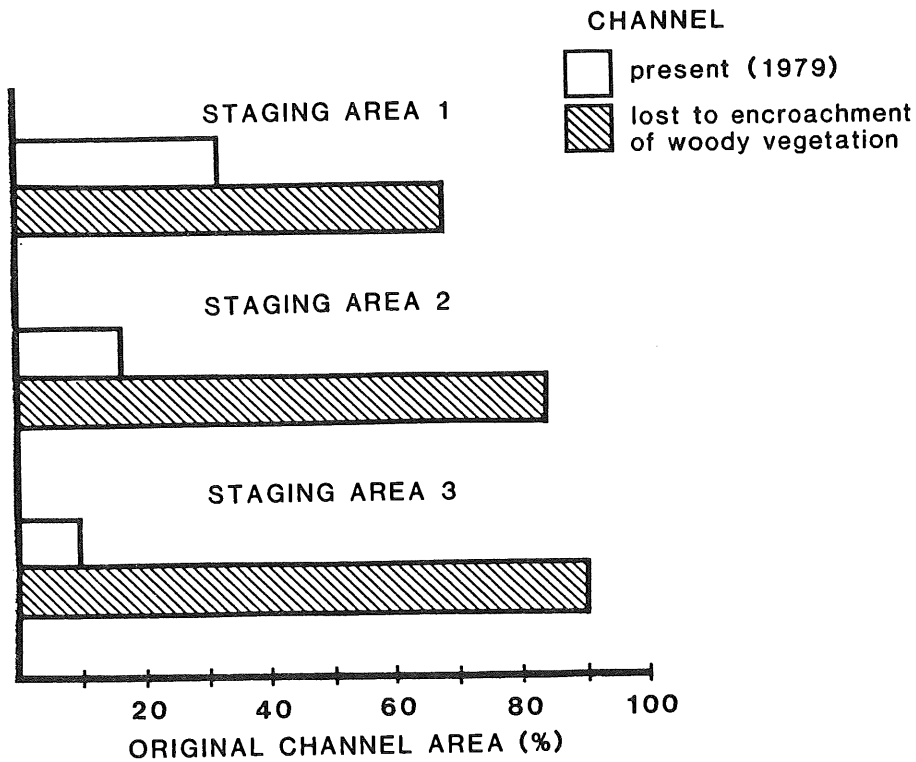 CHANNEL
present (1979)
lost to encroachment
of woody vegetation
STAGING AREA 1
STAGING AREA 2
STAGING AREA 3
20 40 60 80 100
ORIGINAL CHANNEL AREA (%)